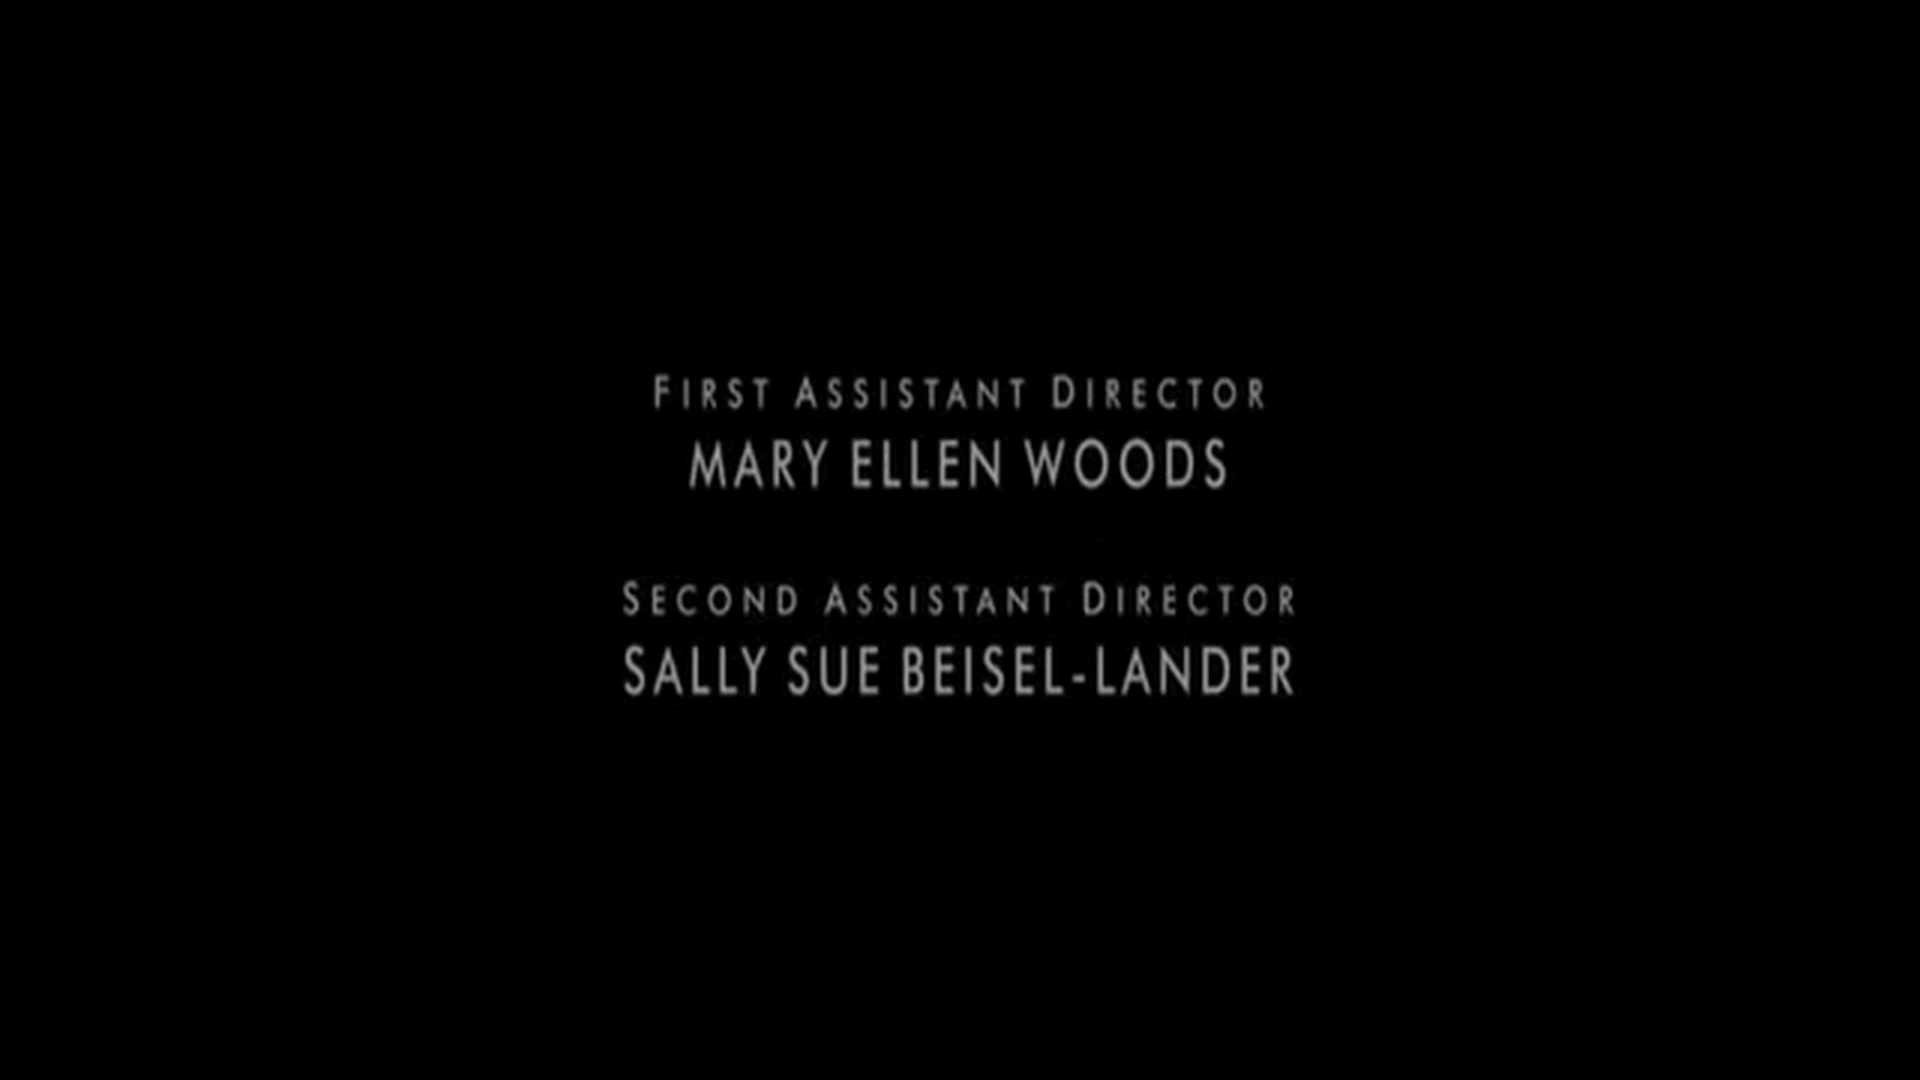 First Assistant Director
MARY ELLEN WOODS
Second Assistant Director
SALLY SUE BEISEL-LANDER